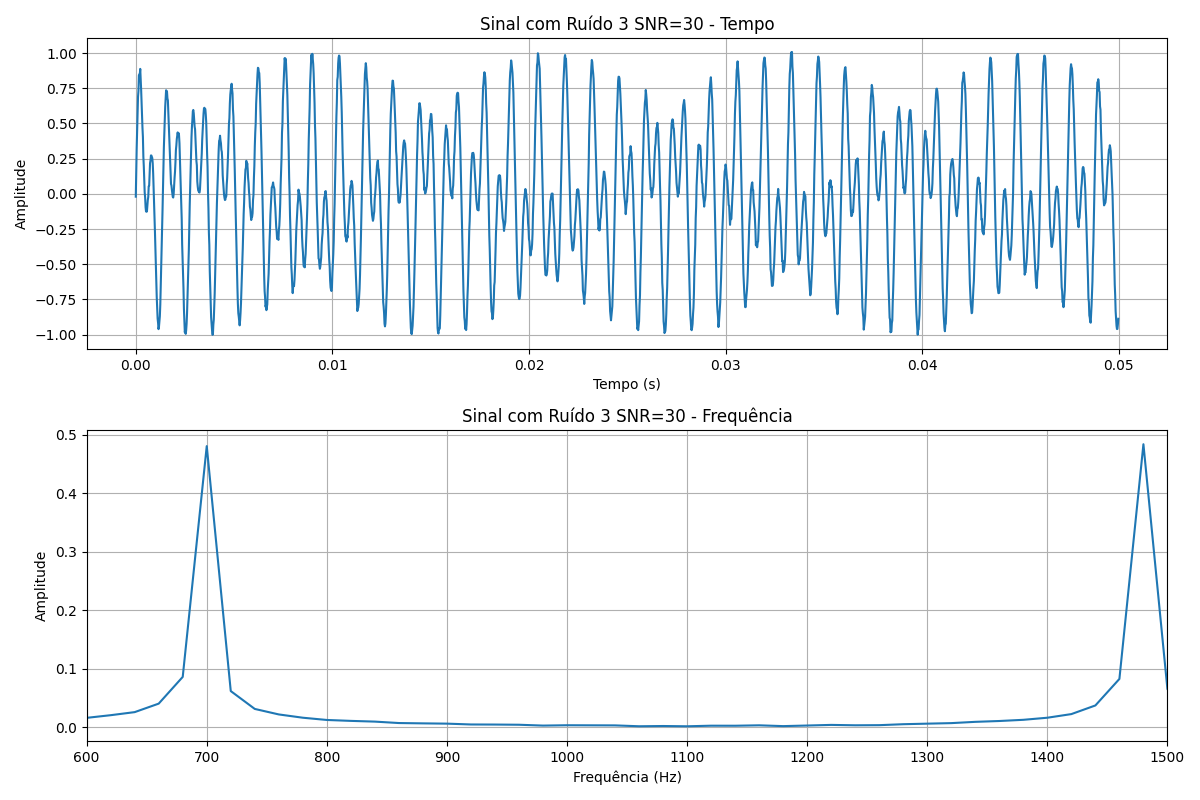 Sinal com Ruído 3 SNR=30 - Tempo
1.00
0.75
0.50
0.25
0.00
−0.25
−0.50
−0.75
−1.00
Amplitude
0.00 0.01 0.02 0.03 0.04 0.05
Tempo (s)
Sinal com Ruído 3 SNR=30 - Frequência
0.5
0.4
0.3
0.2
0.1
0.0
Amplitude
600 700 800 900 1000 1100 1200 1300 1400 1500
Frequência (Hz)